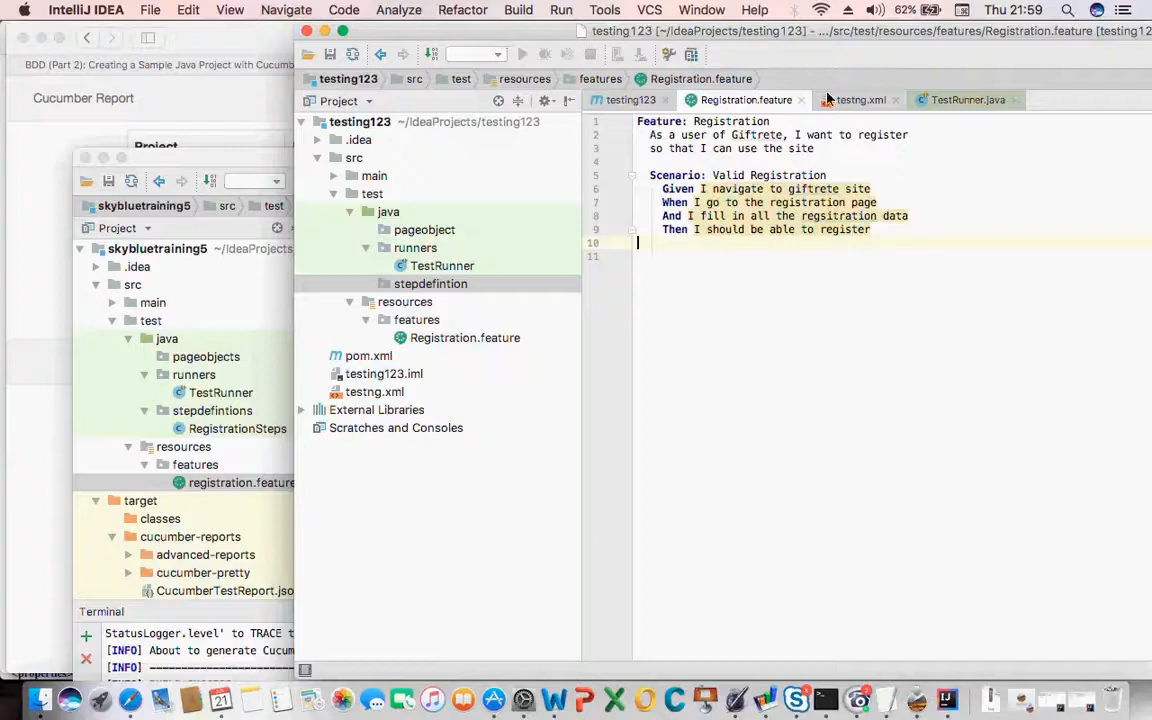 IntelliJ IDEA File Edit View Navigate Code Analyze Refactor Build Run Tools VCS Window Help 62% Thu 21:59
testing123 [~/IdeaProjects/testing123] - .../src/test/resources/features/Registration.feature [testing12
BDD (Part 2): Creating a Sample Java Project with Cucumb
Cucumber Report
Project
skybluetraining5 src test
Project
skybluetraining5 ~/IdeaProjects
.idea
src
main
test
java
pageobjects
runners
TestRunner
stepdefintions
RegistrationSteps
resources
features
registration.feature
target
classes
cucumber-reports
advanced-reports
cucumber-pretty
CucumberTestReport.jso
Terminal
StatusLogger.level' to TRACE t
[INFO] About to generate Cucum
[INFO] ----------------------
<properties>
testing123 src test resources features Registration.feature
Project
testing123 ~/IdeaProjects/testing123
.idea
src
main
test
java
pageobject
runners
TestRunner
stepdefintion
resources
features
Registration.feature
pom.xml
testing123.iml
testng.xml
External Libraries
Scratches and Consoles
testing123 Registration.feature testng.xml TestRunner.java
1 Feature: Registration
2 As a user of Giftrete, I want to register
3 so that I can use the site
4
5 Scenario: Valid Registration
6 Given I navigate to giftrete site
7 When I go to the registration page
8 And I fill in all the regsitration data
9 Then I should be able to register
10
11
21